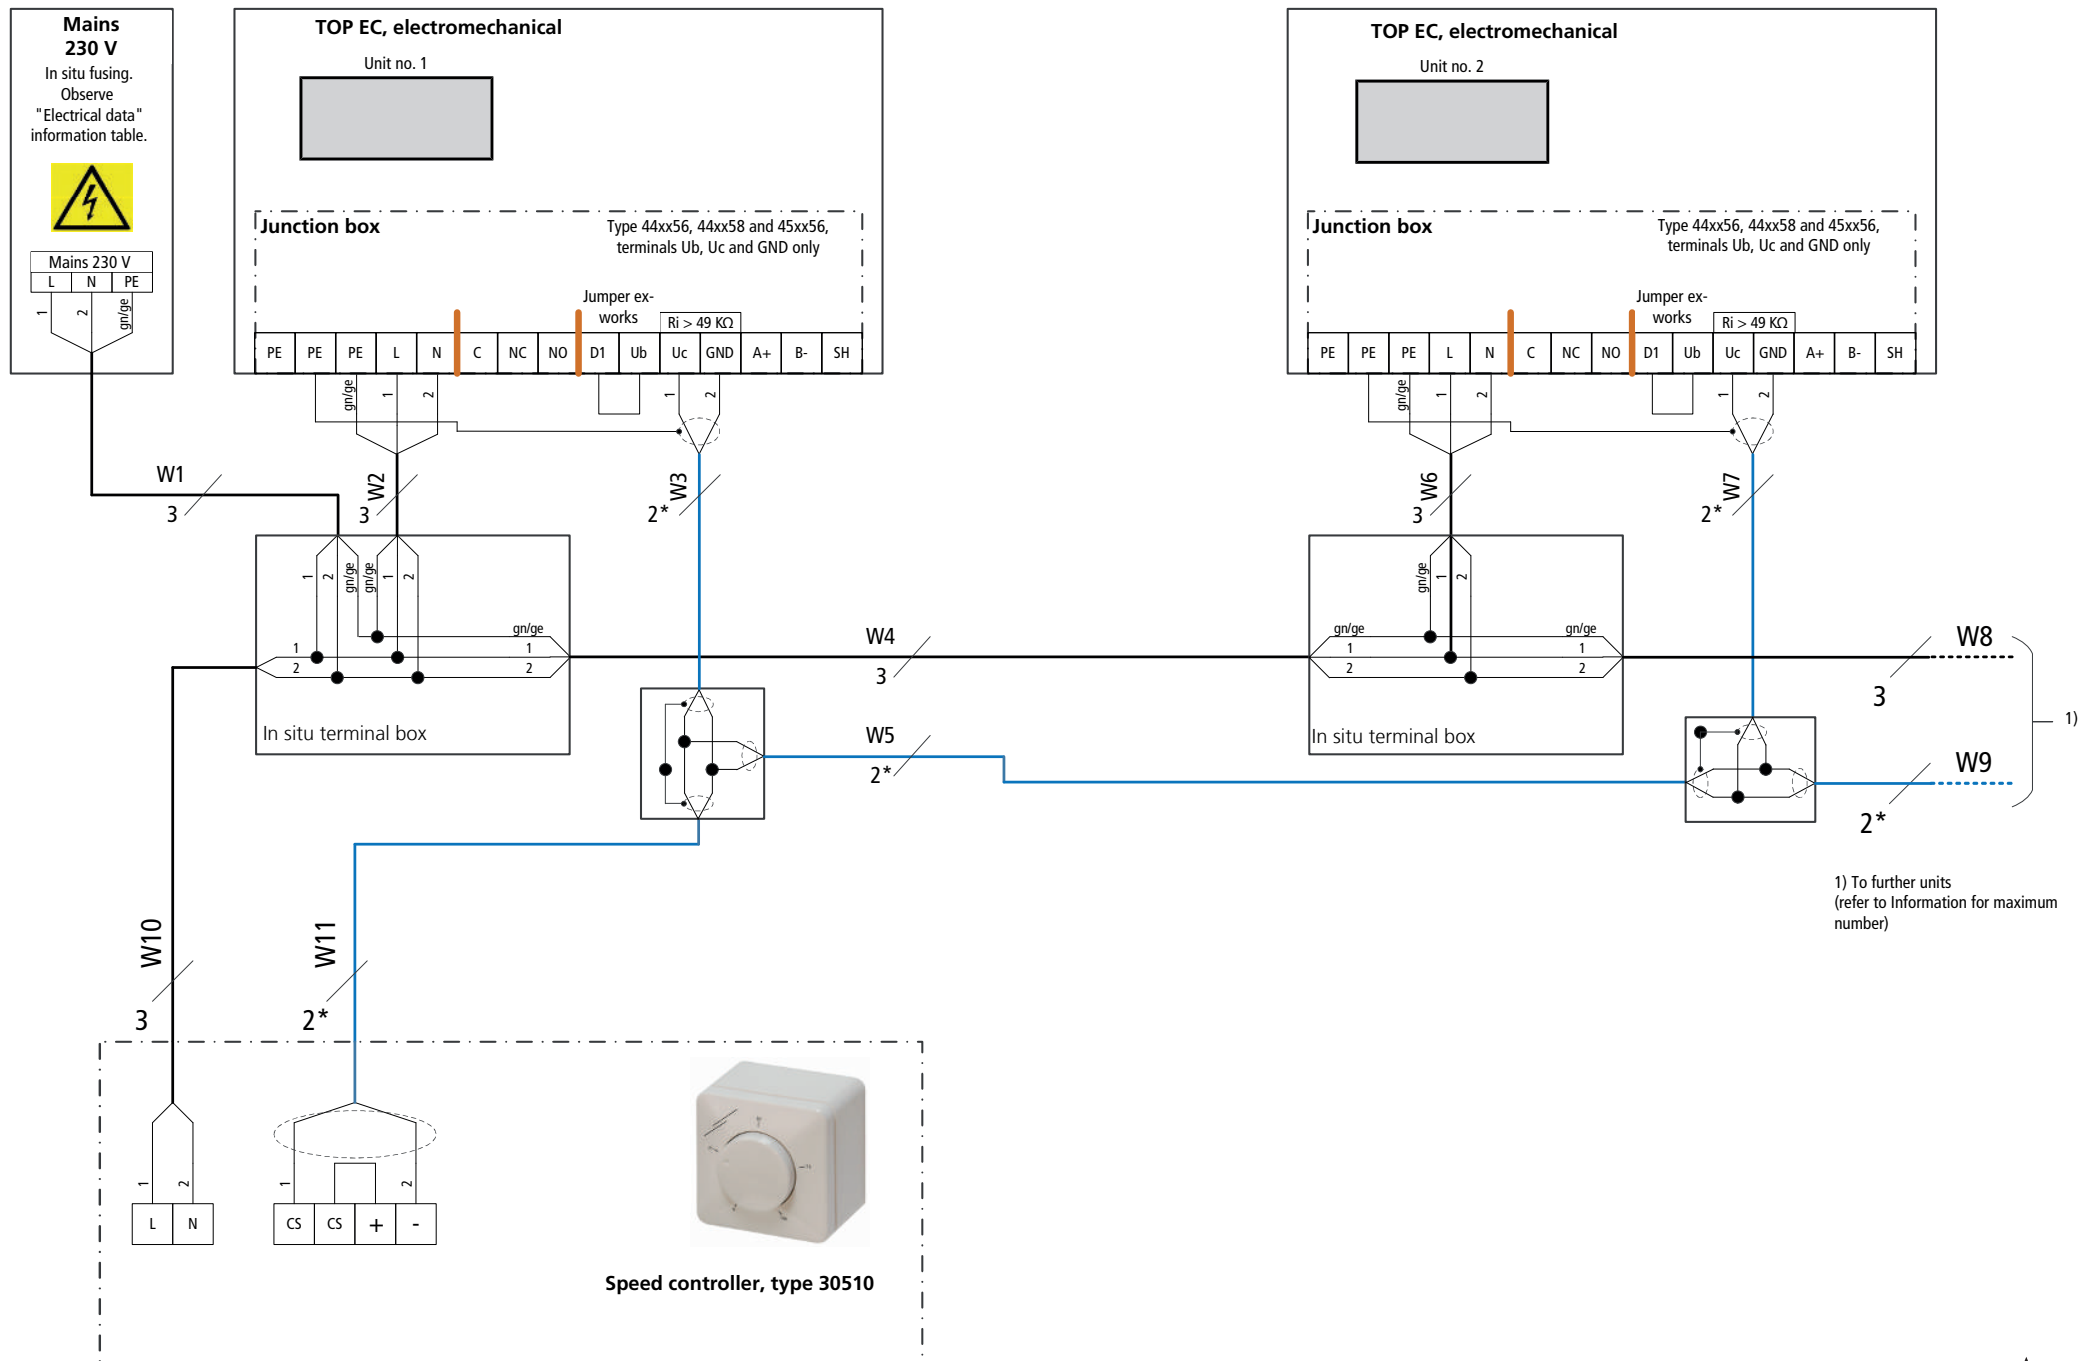 Mains
230 V
In situ fusing.
Observe
"Electrical data"
information table.
Mains 230 V
L N PE
1 2 gn/ge
TOP EC, electromechanical
Unit no. 1
Junction box
Type 44xx56, 44xx58 and 45xx56,
terminals Ub, Uc and GND only
Jumper ex-
works
Ri > 49 KΩ
PE PE PE L N C NC NO D1 Ub Uc GND A+ B- SH
gn/ge 1 2 1 2
TOP EC, electromechanical
Unit no. 2
Junction box
Type 44xx56, 44xx58 and 45xx56,
terminals Ub, Uc and GND only
Jumper ex-
works
Ri > 49 KΩ
PE PE PE L N C NC NO D1 Ub Uc GND A+ B- SH
gn/ge 1 2 1 2
W1
3
W2
3
W3
2*
W6
3
W7
2*
1 2 gn/ge gn/ge 1 2
gn/ge
1 1
2 2
In situ terminal box
W4
3
gn/ge 1 2
gn/ge gn/ge
1 1
2 2
In situ terminal box
W8
3
1)
W5
2*
W9
2*
1) To further units
(refer to Information for maximum
number)
W10
3
W11
2*
1 2
L N
1 2
CS CS + -
Speed controller, type 30510